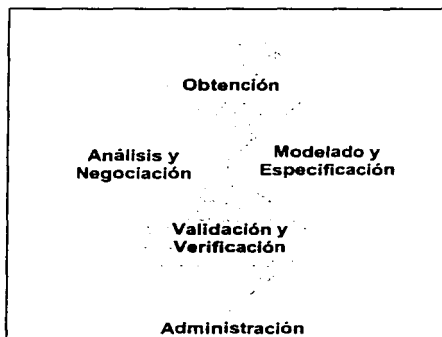 Obtención
Análisis y
Negociación
Modelado y
Especificación
Validación y
Verificación
Administración